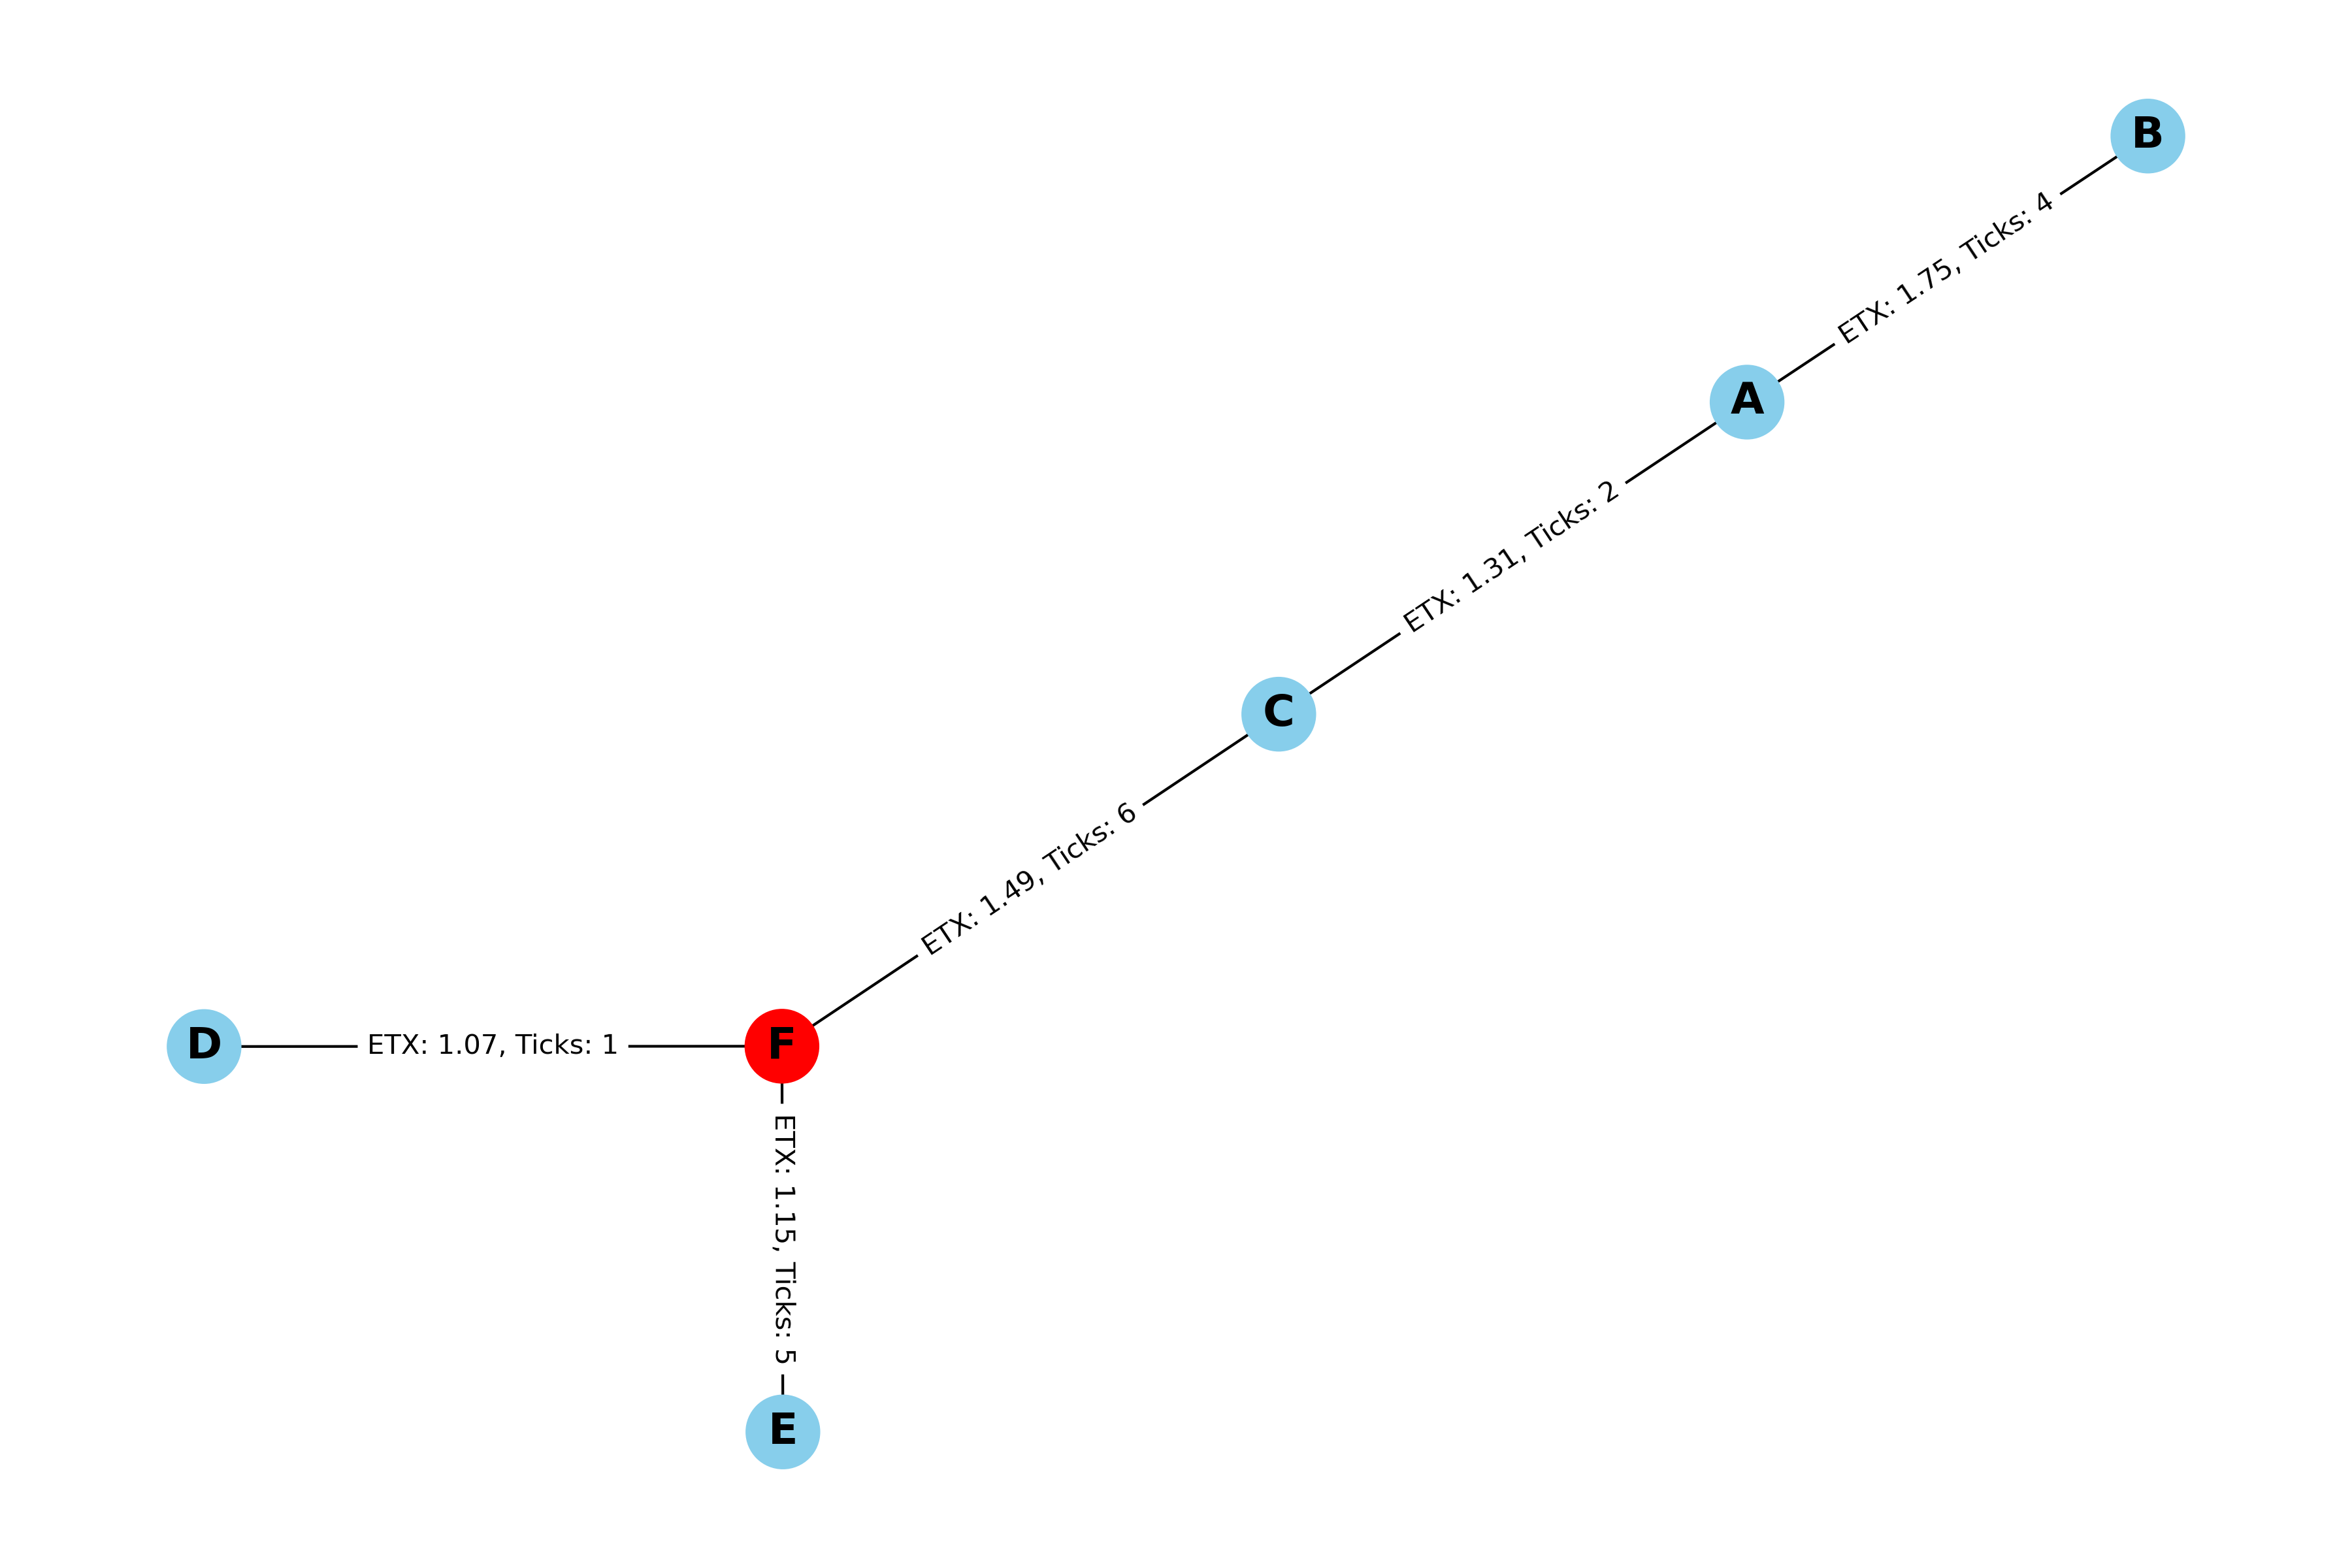 B
ETX: 1.75, Ticks: 4
A
ETX: 1.31, Ticks: 2
C
ETX: 1.49, Ticks: 6
D
ETX: 1.07, Ticks: 1
F
ETX: 1.15, Ticks: 5
E